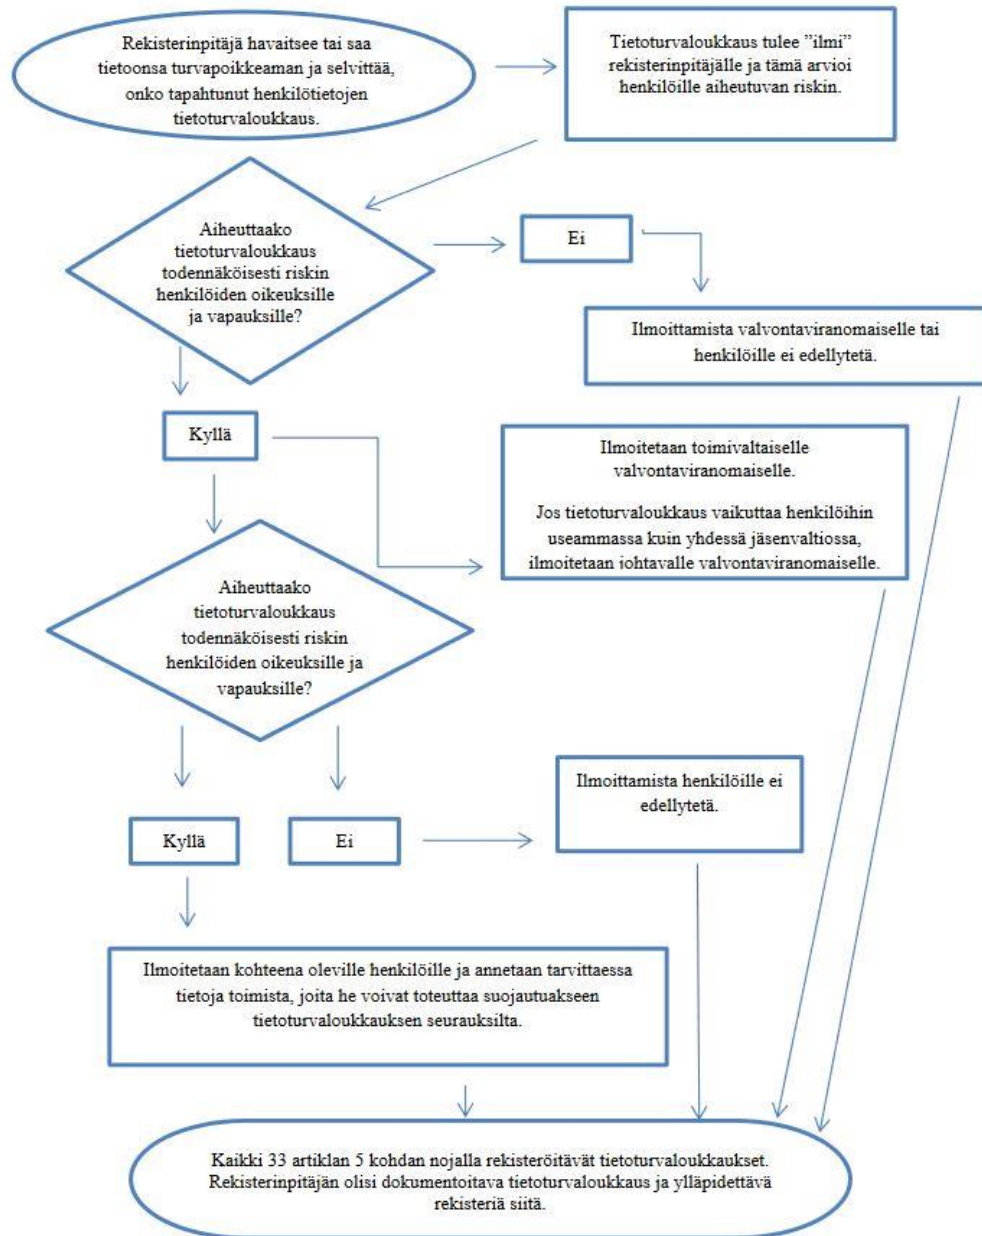 Rekisterinpitäjä havaitsee tai saa
tietoonsa turvapoikkeaman ja selvittää,
onko tapahtunut henkilötietojen
tietoturvaloukkaus.
Tietoturvaloukkaus tulee ”ilmi”
rekisterinpitäjälle ja tämä arvioi
henkilöille aiheutuvan riskin.
Aiheuttaako
tietoturvaloukkaus
todennäköisesti riskin
henkilöiden oikeuksille
ja vapauksille?
Ei
Ilmoittamista valvontaviranomaiselle tai
henkilöille ei edellytetä.
Kyllä
Ilmoitetaan toimivaltaiselle
valvontaviranomaiselle.
Jos tietoturvaloukkaus vaikuttaa henkilöihin
useammassa kuin yhdessä jäsenvaltiossa,
ilmoitetaan johtavalle valvontaviranomaiselle.
Aiheuttaako
tietoturvaloukkaus
todennäköisesti riskin
henkilöiden oikeuksille ja
vapauksille?
Kyllä
Ei
Ilmoittamista henkilöille ei
edellytetä.
Ilmoitetaan kohteena oleville henkilöille ja annetaan tarvittaessa
tietoja toimista, joita he voivat toteuttaa suojautuakseen
tietoturvaloukkauksen seurauksilta.
Kaikki 33 artiklan 5 kohdan nojalla rekisteröitävät tietoturvaloukkaukset.
Rekisterinpitäjän olisi dokumentoitava tietoturvaloukkaus ja ylläpidettävä
rekisteriä siitä.